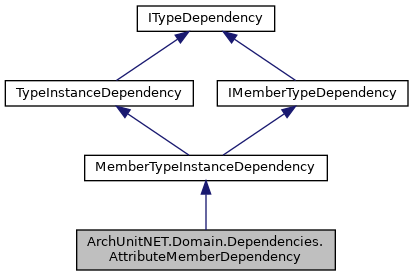 ITypeDependency
TypeInstanceDependency
IMemberTypeDependency
MemberTypeInstanceDependency
ArchUnitNET.Domain.Dependencies.
AttributeMemberDependency